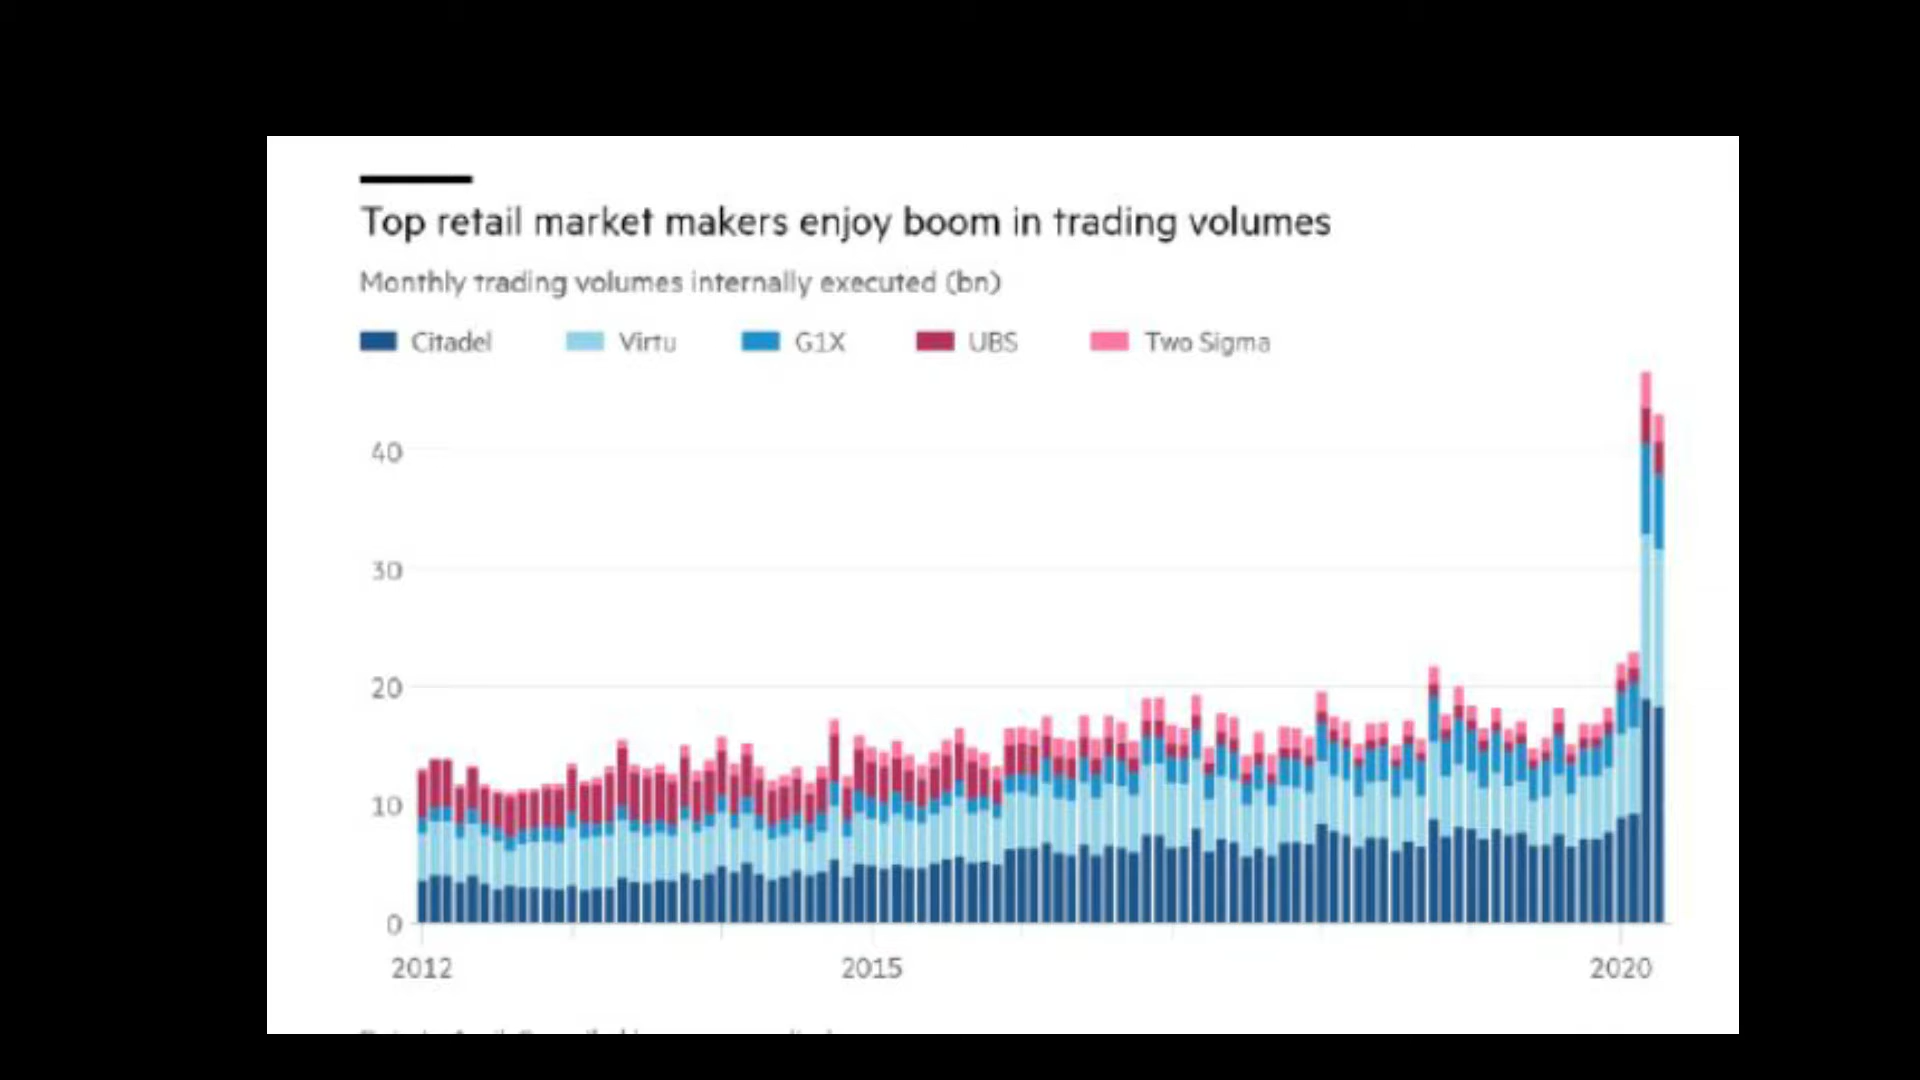 Top retail market makers enjoy boom in trading volumes
Monthly trading volumes internally executed (bn)
Citadel Virtu G1X UBS Two Sigma
40
30
20
10
0
2012 2015 2020